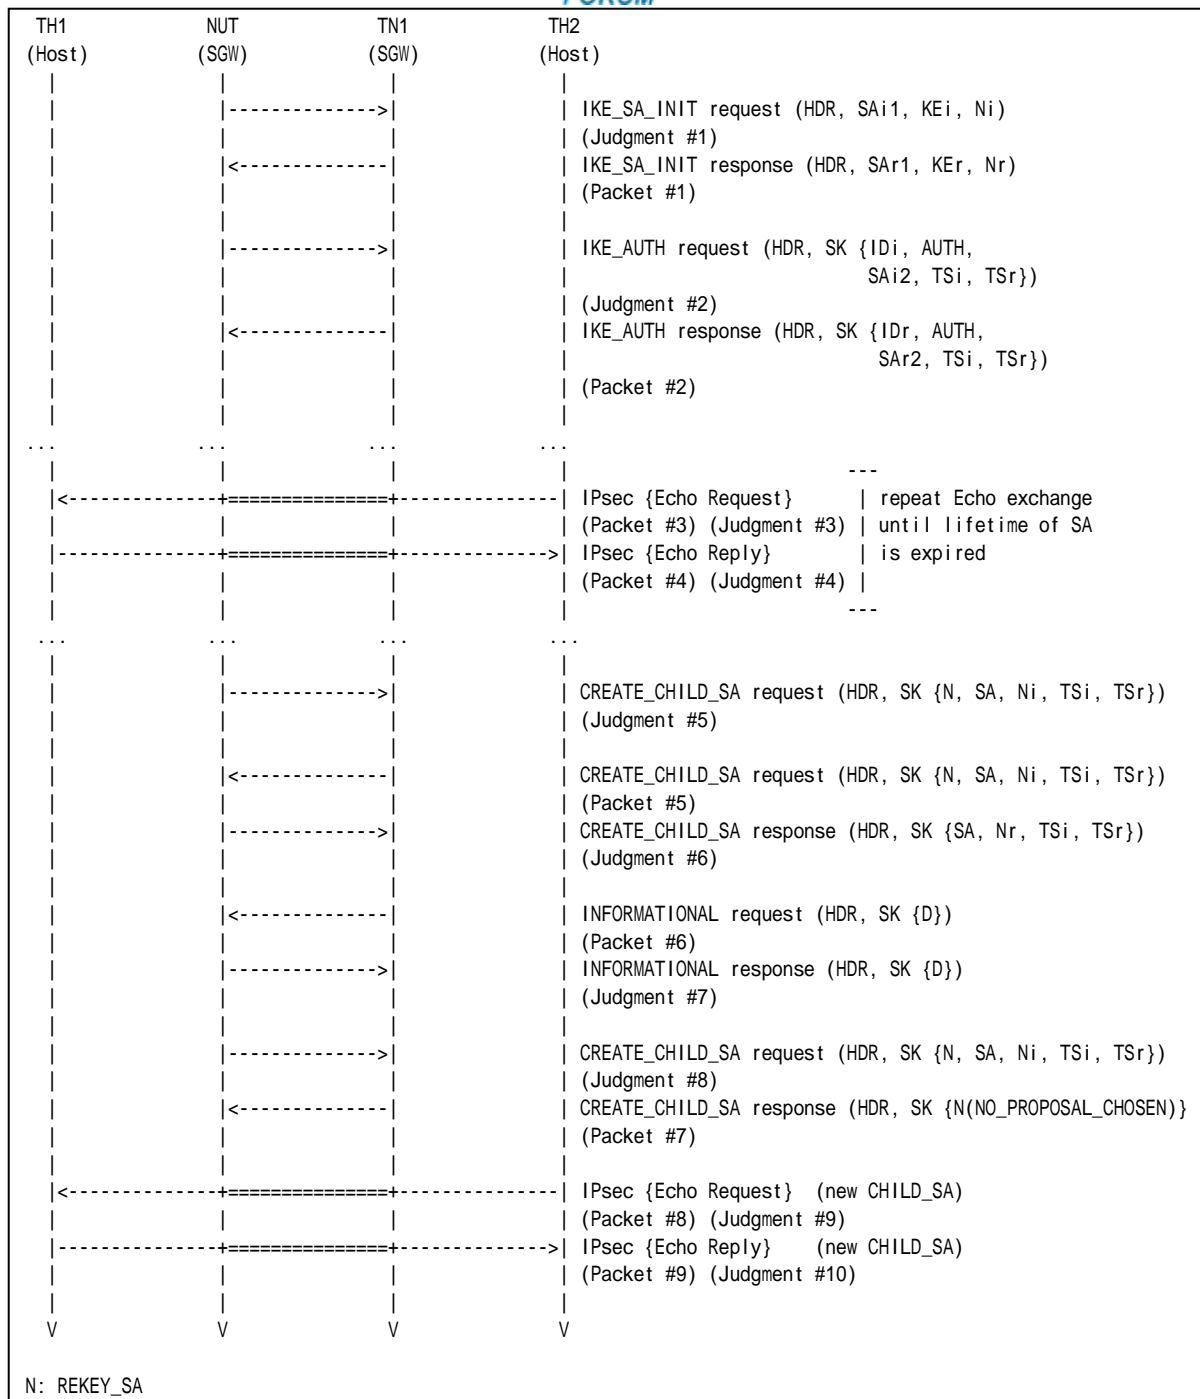 FORUM
TH1 NUT TN1 TH2
(Host) (SGW) (SGW) (Host)
IKE_SA_INIT request (HDR, SAi1, KEi, Ni)
(Judgment #1)
IKE_SA_INIT response (HDR, SAr1, KEr, Nr)
(Packet #1)
IKE_AUTH request (HDR, SK {IDi, AUTH,
SAi2, TSi, TSr})
(Judgment #2)
IKE_AUTH response (HDR, SK {IDr, AUTH,
SAr2, TSi, TSr})
(Packet #2)
... ... ... ...
IPsec {Echo Request} | repeat Echo exchange
(Packet #3) (Judgment #3) | until lifetime of SA
IPsec {Echo Reply} | is expired
(Packet #4) (Judgment #4) |
... ... ... ...
CREATE_CHILD_SA request (HDR, SK {N, SA, Ni, TSi, TSr})
(Judgment #5)
CREATE_CHILD_SA request (HDR, SK {N, SA, Ni, TSi, TSr})
(Packet #5)
CREATE_CHILD_SA response (HDR, SK {SA, Nr, TSi, TSr})
(Judgment #6)
INFORMATIONAL request (HDR, SK {D})
(Packet #6)
INFORMATIONAL response (HDR, SK {D})
(Judgment #7)
CREATE_CHILD_SA request (HDR, SK {N, SA, Ni, TSi, TSr})
(Judgment #8)
CREATE_CHILD_SA response (HDR, SK {N(NO_PROPOSAL_CHOSEN)}
(Packet #7)
IPsec {Echo Request} (new CHILD_SA)
(Packet #8) (Judgment #9)
IPsec {Echo Reply} (new CHILD_SA)
(Packet #9) (Judgment #10)
V V V V
N: REKEY_SA